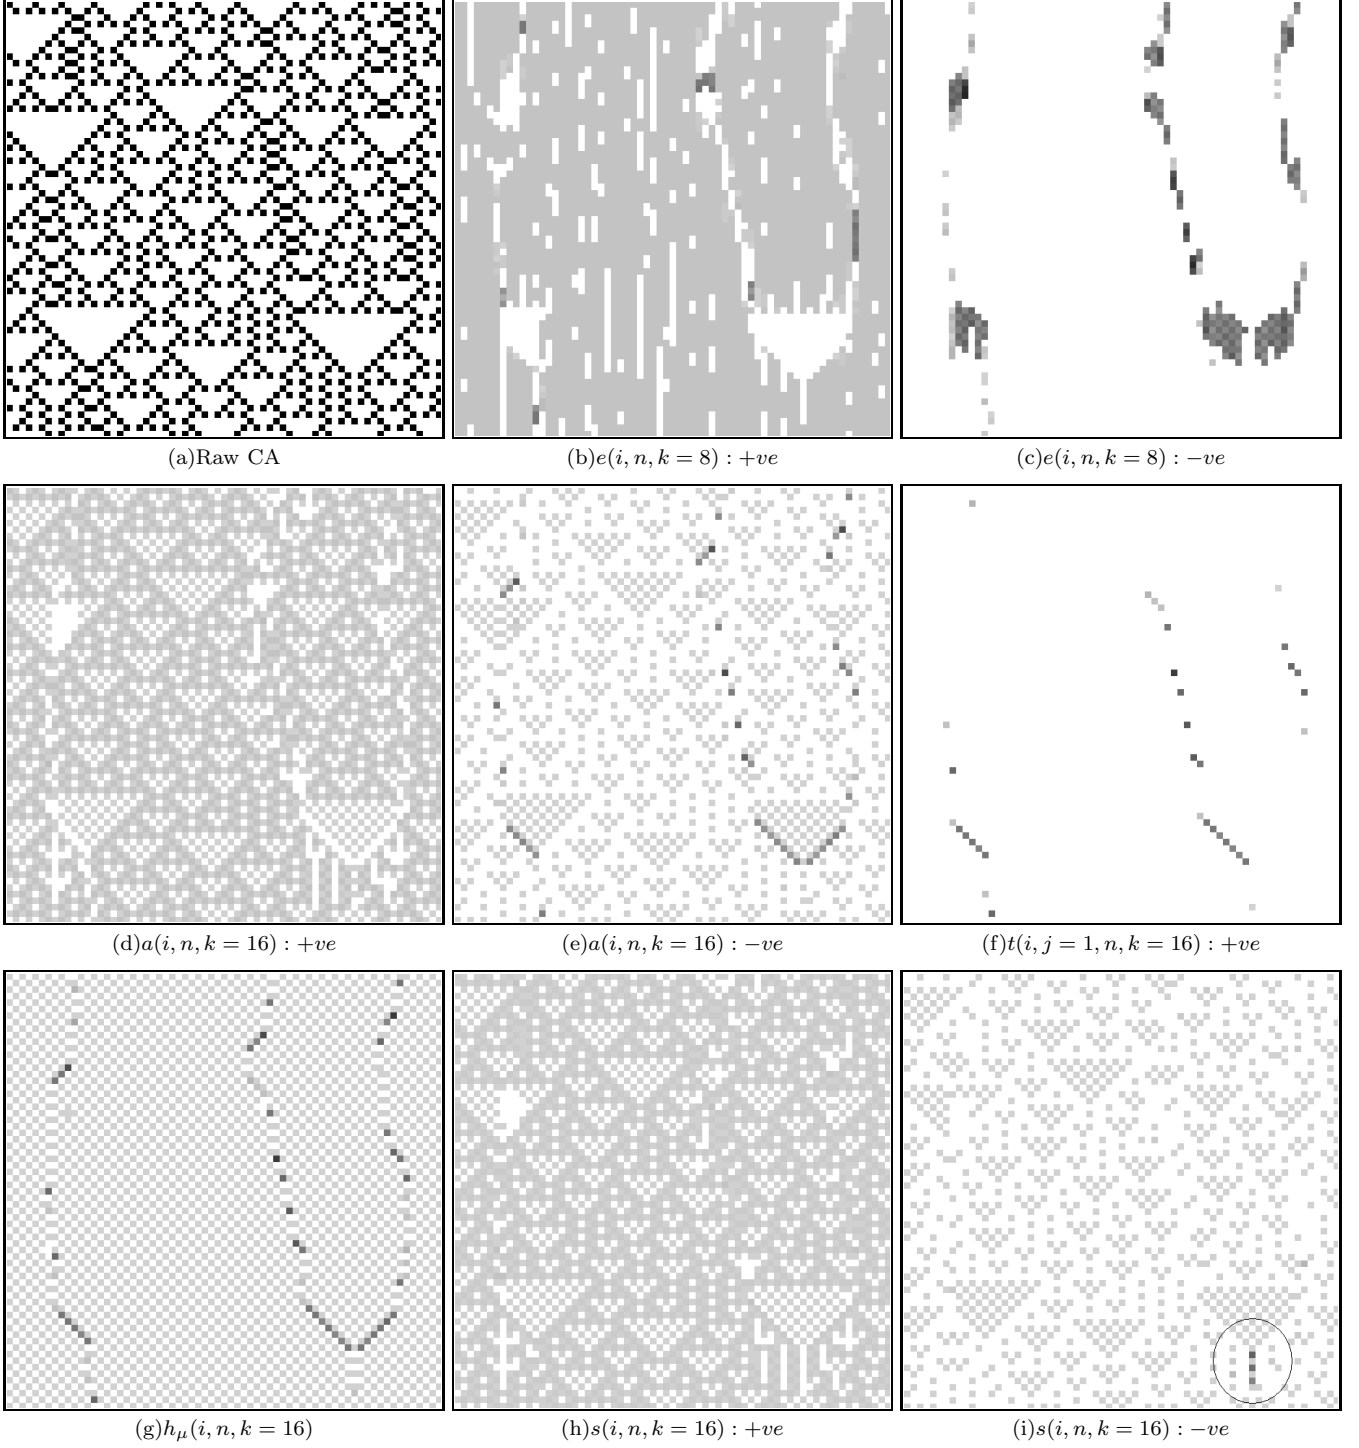 (a)Raw CA
(b)e(i, n, k = 8) : +ve
(c)e(i, n, k = 8) : −ve
(d)a(i, n, k = 16) : +ve
(e)a(i, n, k = 16) : −ve
(f)t(i, j = 1, n, k = 16) : +ve
(g)hμ(i, n, k = 16)
(h)s(i, n, k = 16) : +ve
(i)s(i, n, k = 16) : −ve